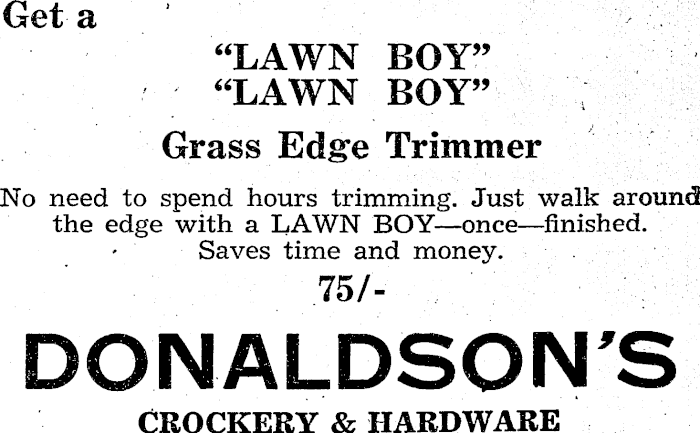 Get a
“LAWN BOY”
“LAWN BOY”
Grass Edge Trimmer
No need to spend hours trimming. Just walk around
the edge with a LAWN BOY—once—finished.
Saves time and money.
75/-
DONALDSON’S
CROCKERY & HARDWARE